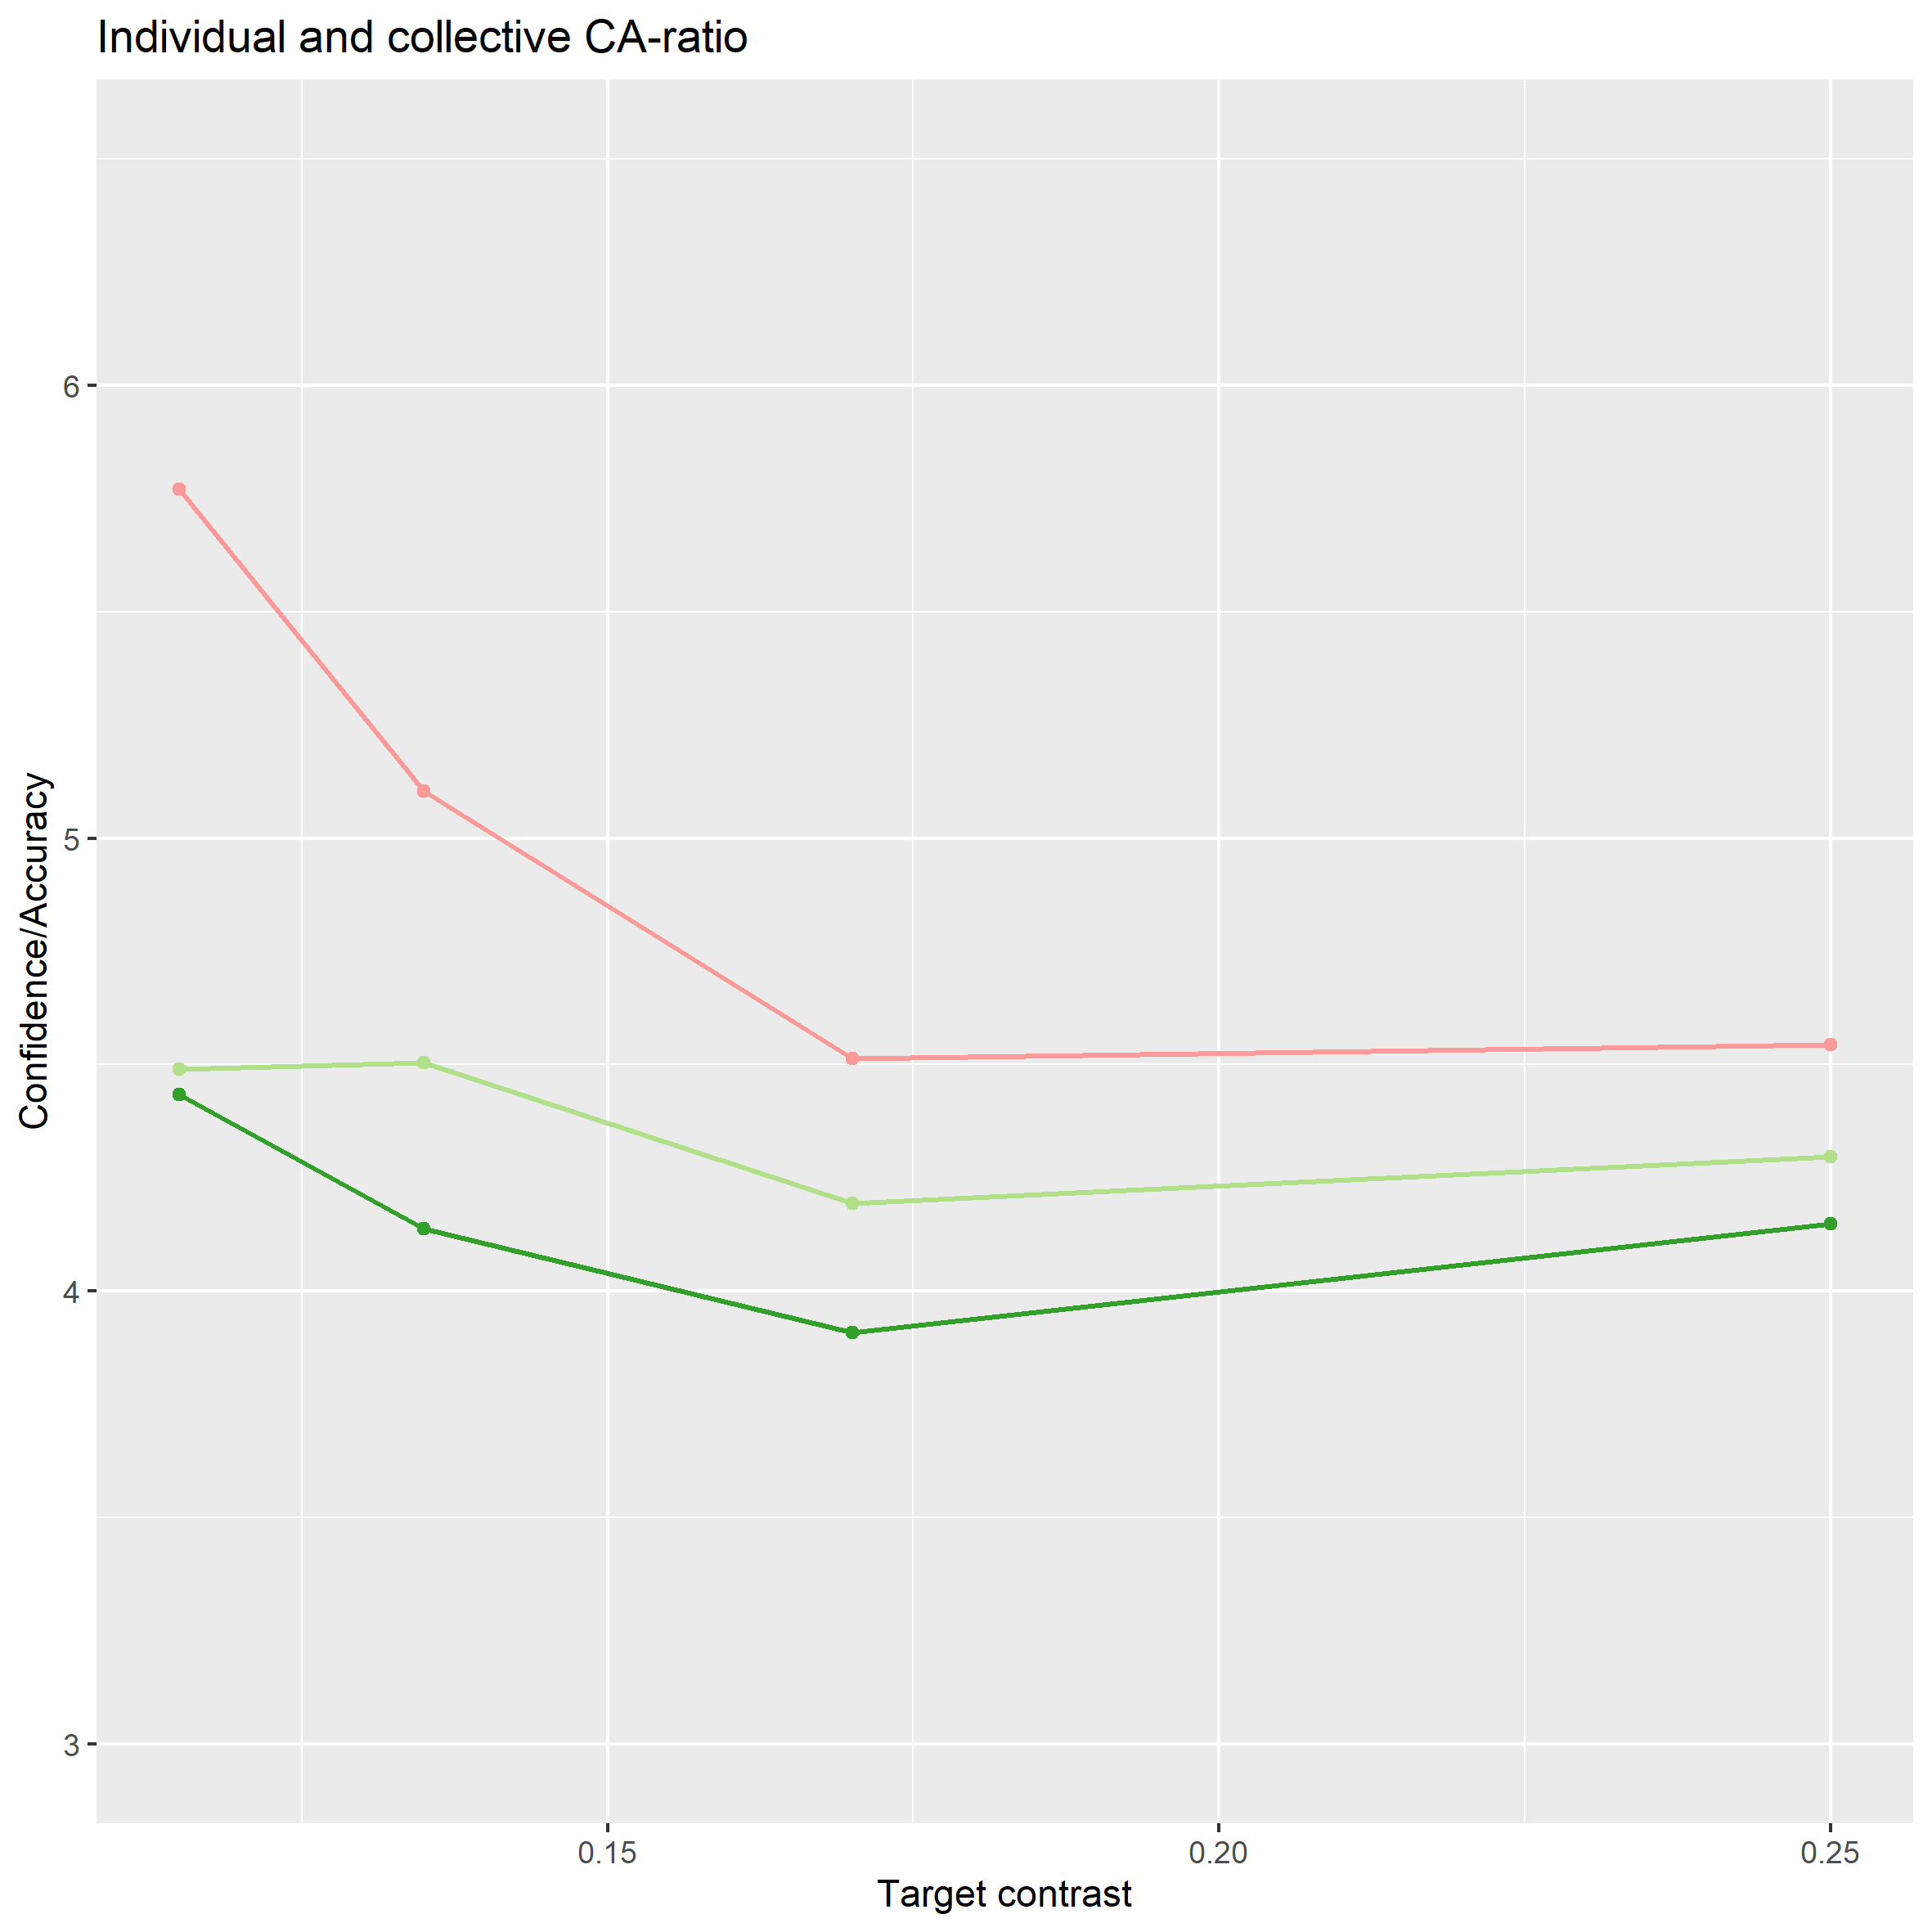 Individual and collective CA-ratio
Confidence/Accuracy
6
5
4
3
0.15 0.20 0.25
Target contrast